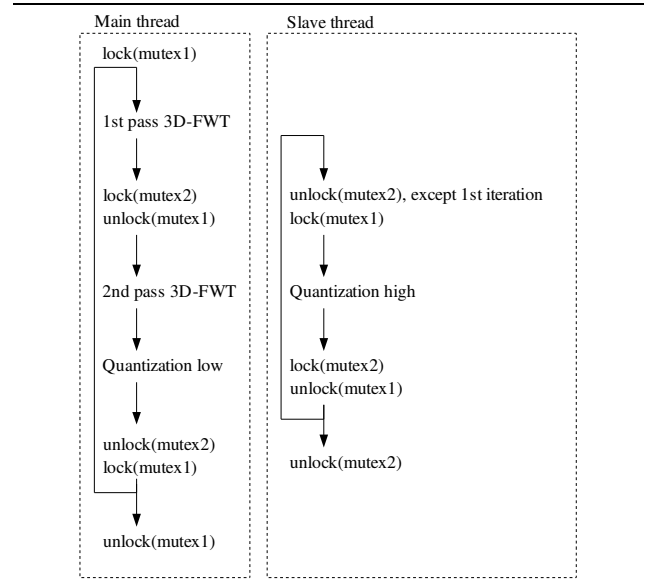 Main thread
lock(mutex1)
1st pass 3D-FWT
lock(mutex2)
unlock(mutex1)
2nd pass 3D-FWT
Quantization low
unlock(mutex2)
lock(mutex1)
unlock(mutex1)
Slave thread
unlock(mutex2), except 1st iteration
lock(mutex1)
Quantization high
lock(mutex2)
unlock(mutex1)
unlock(mutex2)